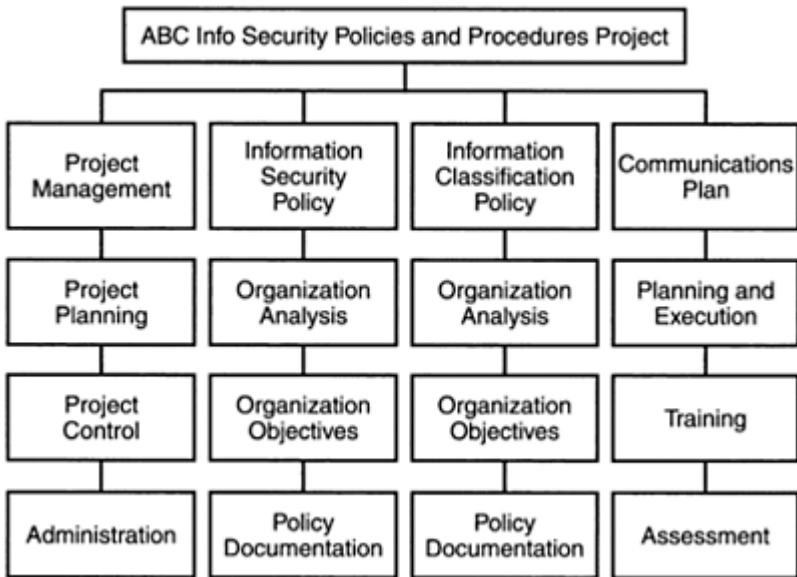 ABC Info Security Policies and Procedures Project
Project
Management
Information
Security
Policy
Information
Classification
Policy
Communications
Plan
Project
Planning
Organization
Analysis
Organization
Analysis
Planning and
Execution
Project
Control
Organization
Objectives
Organization
Objectives
Training
Administration
Policy
Documentation
Policy
Documentation
Assessment